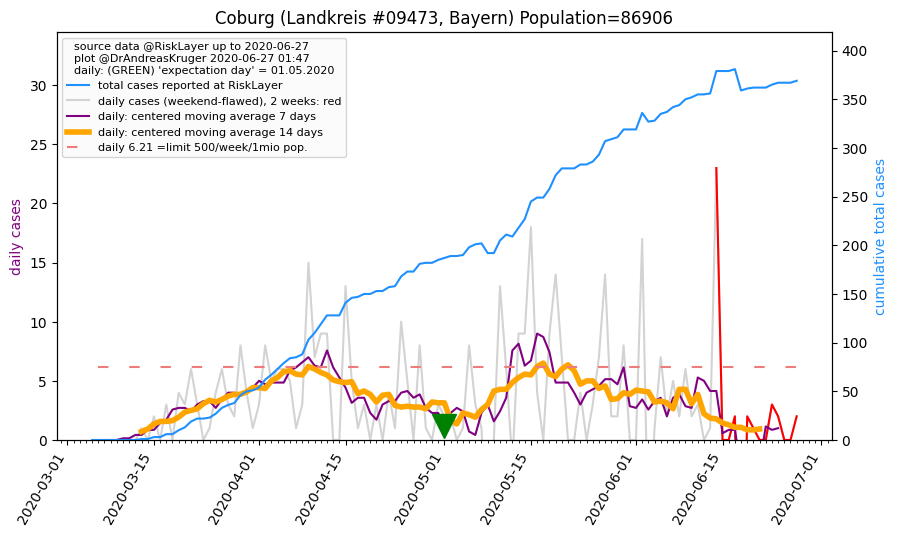 Coburg (Landkreis #09473, Bayern) Population=86906
source data @RiskLayer up to 2020-06-27
plot @DrAndreasKruger 2020-06-27 01:47
daily: (GREEN) 'expectation day' = 01.05.2020
total cases reported at RiskLayer
daily cases (weekend-flawed), 2 weeks: red
daily: centered moving average 7 days
daily: centered moving average 14 days
daily 6.21 =limit 500/week/1mio pop.
daily cases
0
5
10
15
20
25
30
cumulative total cases
0
50
100
150
200
250
300
350
400
2020-03-01
2020-03-15
2020-04-01
2020-04-15
2020-05-01
2020-05-15
2020-06-01
2020-06-15
2020-07-01